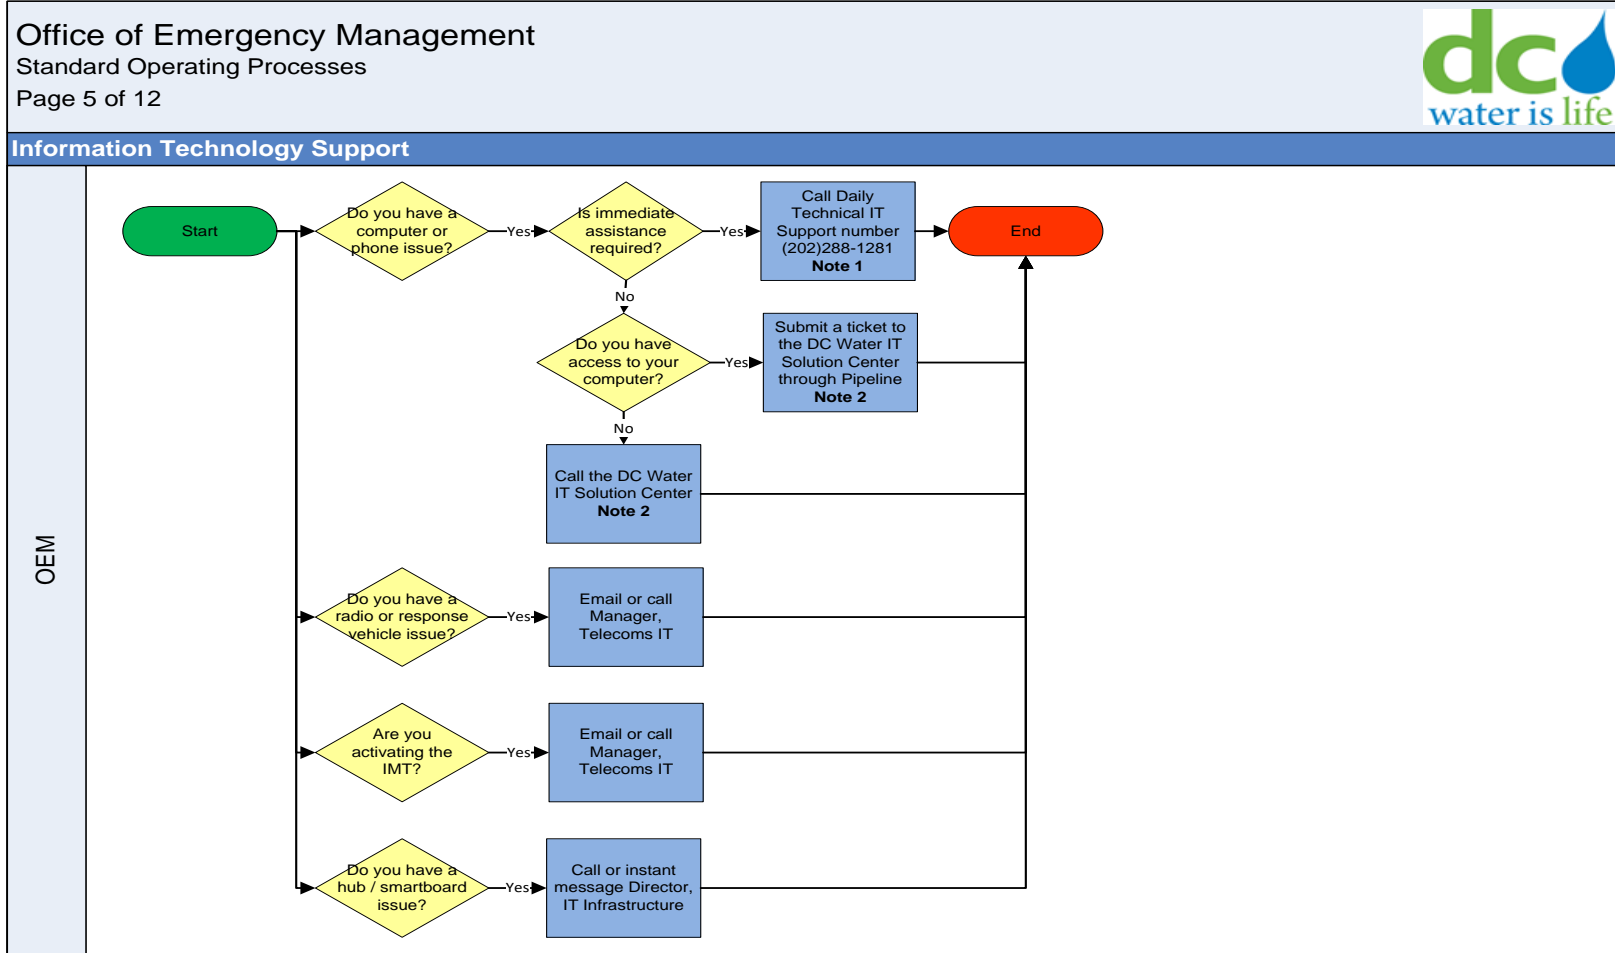 Office of Emergency Management
Standard Operating Processes
Page 5 of 12
dc
water is life
Information Technology Support
OEM
Start
Do you have a
computer or
phone issue?
Yes
Is immediate
assistance
required?
Yes
Call Daily
Technical IT
Support number
(202)288-1281
Note 1
End
No
Do you have
access to your
computer?
Yes
Submit a ticket to
the DC Water IT
Solution Center
through Pipeline
Note 2
No
Call the DC Water
IT Solution Center
Note 2
Do you have a
radio or response
vehicle issue?
Yes
Email or call
Manager,
Telecoms IT
Are you
activating the
IMT?
Yes
Email or call
Manager,
Telecoms IT
Do you have a
hub / smartboard
issue?
Yes
Call or instant
message Director,
IT Infrastructure